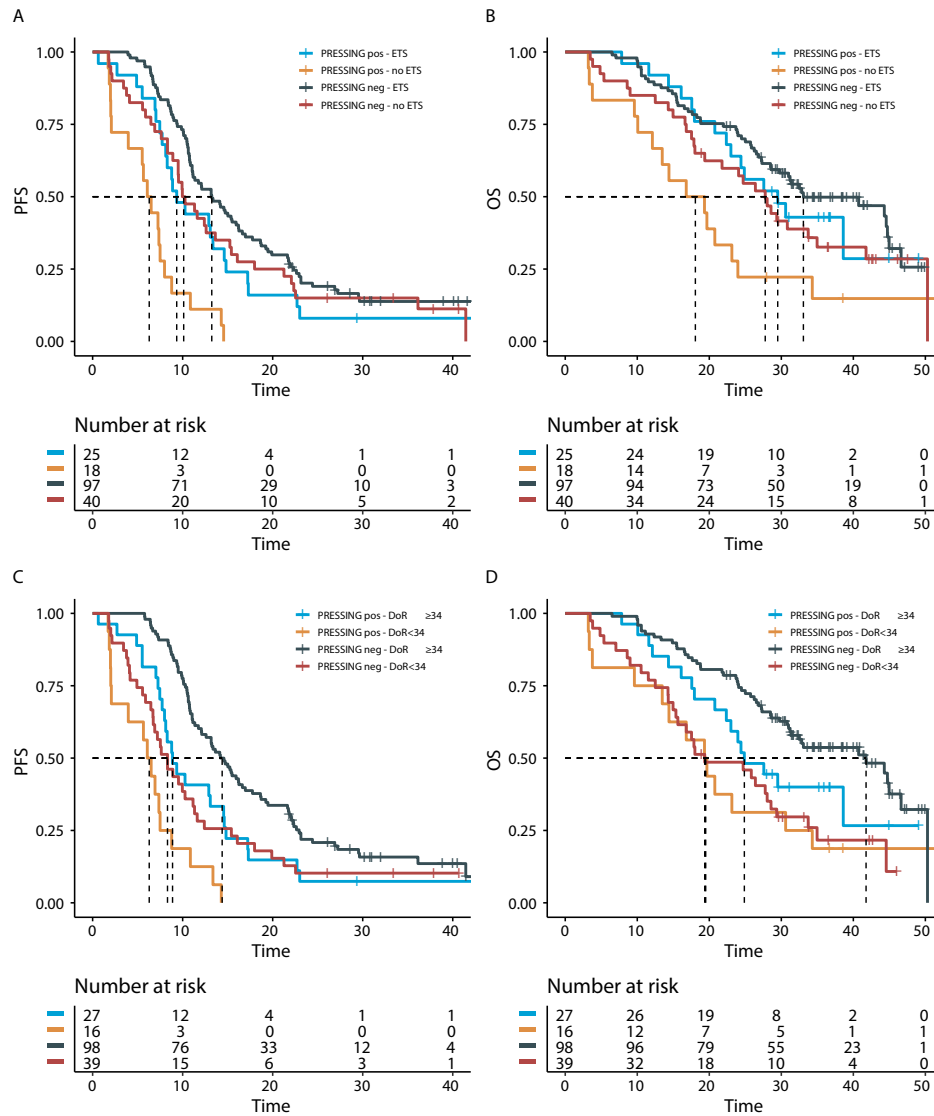 A
1.00
0.75
0.50
0.25
0.00
PFS
PRESSING pos - ETS
PRESSING pos - no ETS
PRESSING neg - ETS
PRESSING neg - no ETS
0 10 20 30 40
Time
Number at risk
25 12 4 1 1
18 3 0 0 0
97 71 29 10 3
40 20 10 5 2
0 10 20 30 40
Time
B
1.00
0.75
0.50
0.25
0.00
OS
PRESSING pos - ETS
PRESSING pos - no ETS
PRESSING neg - ETS
PRESSING neg - no ETS
0 10 20 30 40 50
Time
Number at risk
25 24 19 10 2 0
18 14 7 3 1 1
97 94 73 50 19 0
40 34 24 15 8 1
0 10 20 30 40 50
Time
C
1.00
0.75
0.50
0.25
0.00
PFS
PRESSING pos - DoR ≥34
PRESSING pos - DoR<34
PRESSING neg - DoR ≥34
PRESSING neg - DoR<34
0 10 20 30 40
Time
Number at risk
27 12 4 1 1
16 3 0 0 0
98 76 33 12 4
39 15 6 3 1
0 10 20 30 40
Time
D
1.00
0.75
0.50
0.25
0.00
OS
PRESSING pos - DoR ≥34
PRESSING pos - DoR<34
PRESSING neg - DoR ≥34
PRESSING neg - DoR<34
0 10 20 30 40 50
Time
Number at risk
27 26 19 8 2 0
16 12 7 5 1 1
98 96 79 55 23 1
39 32 18 10 4 0
0 10 20 30 40 50
Time